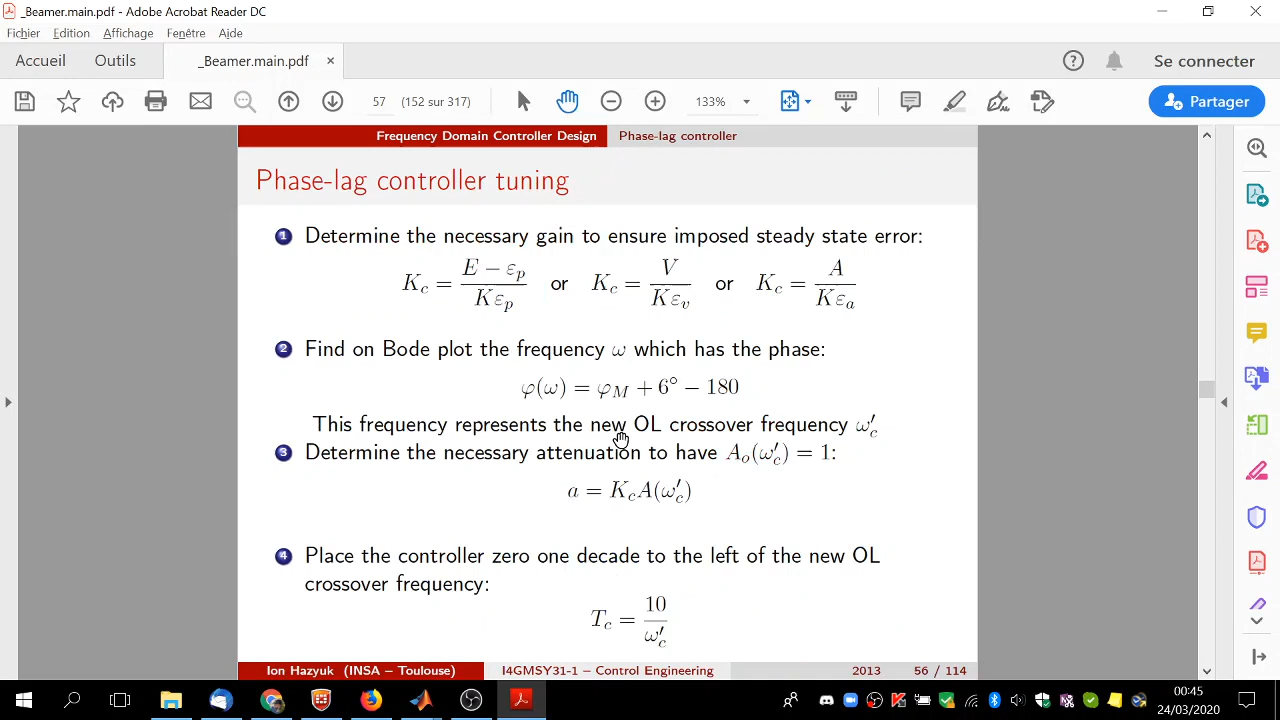 _Beamer.main.pdf - Adobe Acrobat Reader DC
Fichier Edition Affichage Fenêtre Aide
Accueil Outils _Beamer.main.pdf × Se connecter
57 (152 sur 317) 133% Partager
Frequency Domain Controller Design Phase-lag controller
Phase-lag controller tuning
1 Determine the necessary gain to ensure imposed steady state error:
K_c = (E − ε_p)/(Kε_p) or K_c = V/(Kε_v) or K_c = A/(Kε_a)
2 Find on Bode plot the frequency ω which has the phase:
φ(ω) = φ_M + 6° − 180
This frequency represents the new OL crossover frequency ω′_c
3 Determine the necessary attenuation to have A_o(ω′_c) = 1:
a = K_c A(ω′_c)
4 Place the controller zero one decade to the left of the new OL
crossover frequency:
T_c = 10/ω′_c
Ion Hazyuk (INSA – Toulouse) I4GMSY31-1 – Control Engineering 2013 56 / 114
00:45
24/03/2020